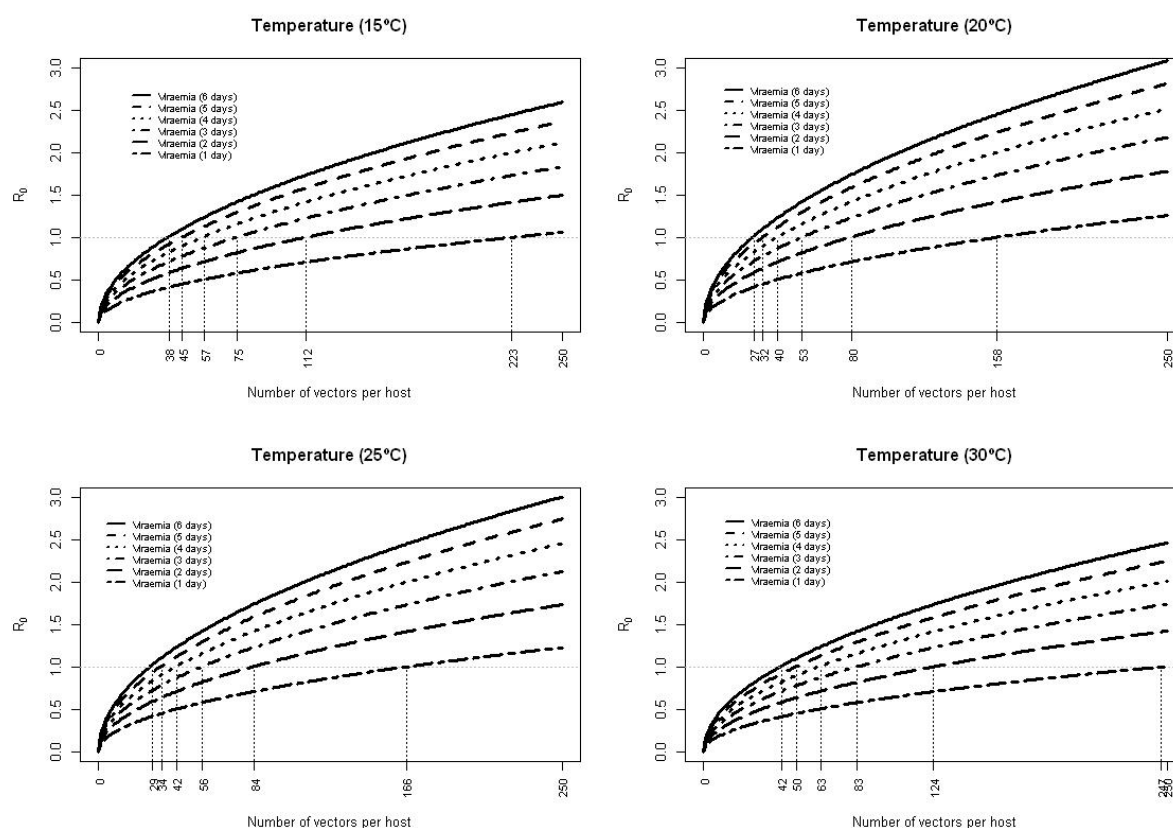 Temperature (15ºC)
R0
3.0
2.5
2.0
1.5
1.0
0.5
0.0
Viraemia (6 days)
Viraemia (5 days)
Viraemia (4 days)
Viraemia (3 days)
Viraemia (2 days)
Viraemia (1 day)
0 38 45 57 75 112 223 250
Number of vectors per host
Temperature (20ºC)
R0
3.0
2.5
2.0
1.5
1.0
0.5
0.0
Viraemia (6 days)
Viraemia (5 days)
Viraemia (4 days)
Viraemia (3 days)
Viraemia (2 days)
Viraemia (1 day)
0 27 32 40 53 80 158 250
Number of vectors per host
Temperature (25ºC)
R0
3.0
2.5
2.0
1.5
1.0
0.5
0.0
Viraemia (6 days)
Viraemia (5 days)
Viraemia (4 days)
Viraemia (3 days)
Viraemia (2 days)
Viraemia (1 day)
0 29 34 42 56 84 166 250
Number of vectors per host
Temperature (30ºC)
R0
3.0
2.5
2.0
1.5
1.0
0.5
0.0
Viraemia (6 days)
Viraemia (5 days)
Viraemia (4 days)
Viraemia (3 days)
Viraemia (2 days)
Viraemia (1 day)
0 42 50 63 83 124 247 250
Number of vectors per host